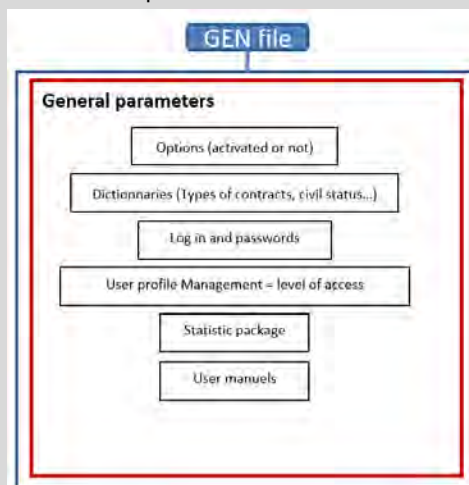 GEN file
General parameters
Options (activated or not)
Dictionnaries (Types of contracts, civil status...)
Log in and passwords
User profile Management = level of access
Statistic package
User manuels